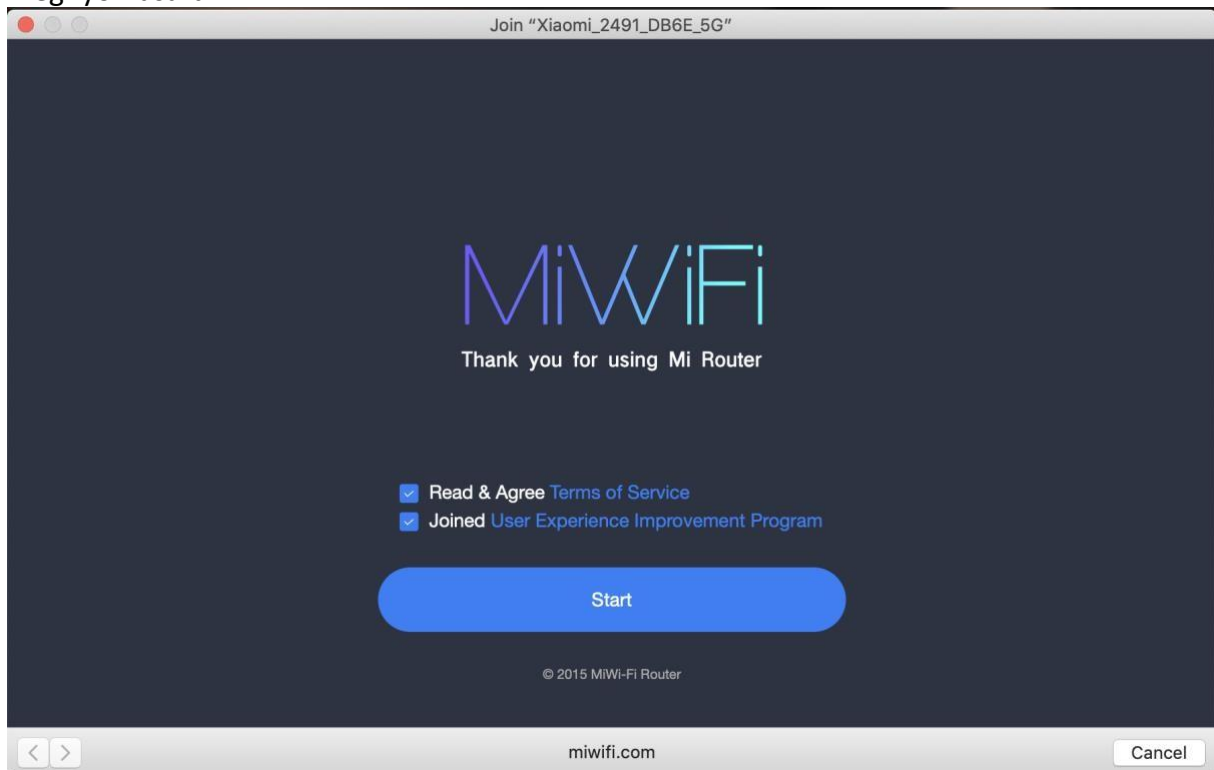 Join “Xiaomi_2491_DB6E_5G”
MiWiFi
Thank you for using Mi Router
Read & Agree Terms of Service
Joined User Experience Improvement Program
Start
© 2015 MiWi-Fi Router
miwifi.com
Cancel